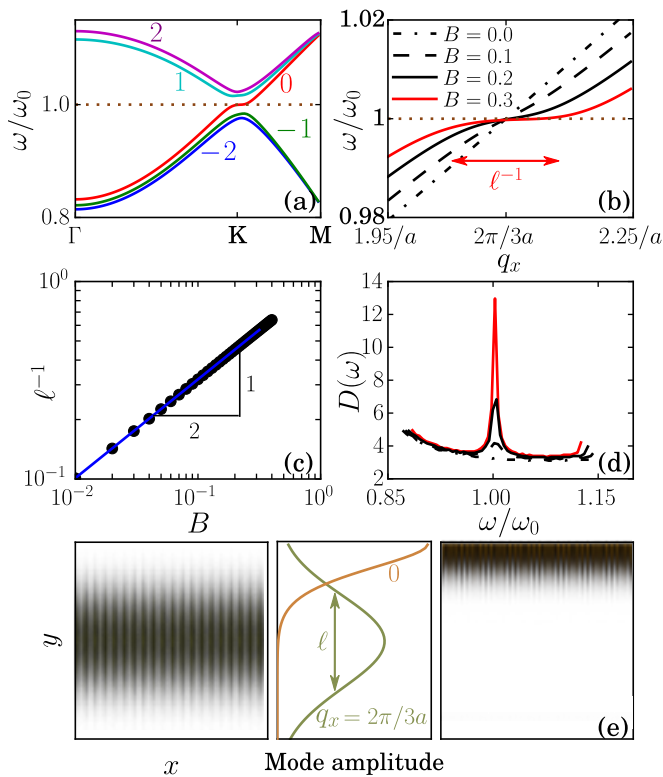 ω/ω₀
1.0
0.8
2
1
0
−1
−2
(a)
Γ
K
M
ω/ω₀
1.02
1
0.98
B = 0.0
B = 0.1
B = 0.2
B = 0.3
ℓ⁻¹
(b)
1.95/a
2π/3a
2.25/a
qₓ
ℓ⁻¹
10⁰
10⁻¹
1
2
(c)
10⁻²
10⁻¹
10⁰
B
D(ω)
14
12
10
8
6
4
2
(d)
0.85
1.00
1.15
ω/ω₀
y
x
0
ℓ
qₓ = 2π/3a
Mode amplitude
(e)